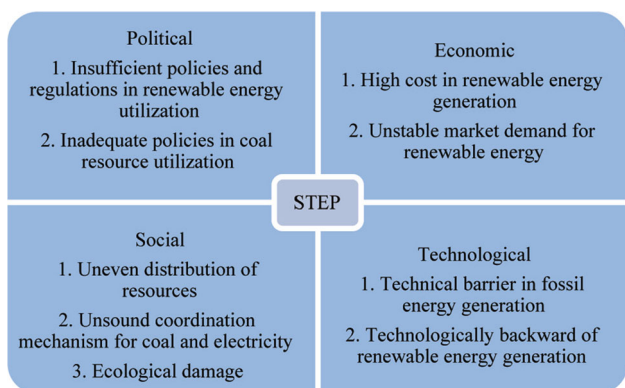 Political
1. Insufficient policies and
regulations in renewable energy
utilization
2. Inadequate policies in coal
resource utilization
Economic
1. High cost in renewable energy
generation
2. Unstable market demand for
renewable energy
STEP
Social
1. Uneven distribution of
resources
2. Unsound coordination
mechanism for coal and electricity
3. Ecological damage
Technological
1. Technical barrier in fossil
energy generation
2. Technologically backward of
renewable energy generation